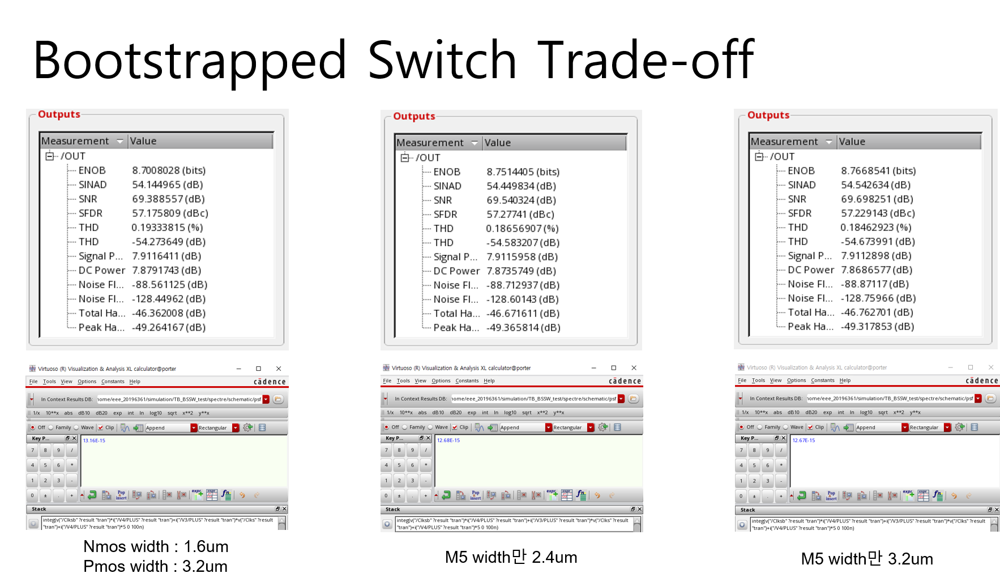 Bootstrapped Switch Trade-off
Outputs
Measurement Value
/OUT
ENOB 8.7008028 (bits)
SINAD 54.144965 (dB)
SNR 69.388557 (dB)
SFDR 57.175809 (dBc)
THD 0.19333815 (%)
THD -54.273649 (dB)
Signal P... 7.9116411 (dB)
DC Power 7.8791743 (dB)
Noise Fl... -88.561125 (dB)
Noise Fl... -128.44962 (dB)
Total Ha... -46.362008 (dB)
Peak Ha... -49.264167 (dB)
Virtuoso (R) Visualization & Analysis XL calculator@porter
File Tools View Options Constants Help cādence
In Context Results DB: home/eee_20196361/simulation/TB_BSSW_test/spectre/schematic/psf
1/x 10**x abs dB10 dB20 exp int ln log10 sqrt x**2 y**x
Off Family Wave Clip Append Rectangular
Key P...
13.16E-15
7 8 9 /
4 5 6 *
1 2 3 -
0 ± . +
Pop insert expr expr fn
Stack
integ(v("/Clksb" ?result "tran")*i("/V4/PLUS" ?result "tran")+i("/V3/PLUS" ?result "tran")*v("/Clks" ?result
"tran")+i("/V4/PLUS" ?result "tran")*5 0 100n)
Nmos width : 1.6um
Pmos width : 3.2um
Outputs
Measurement Value
/OUT
ENOB 8.7514405 (bits)
SINAD 54.449834 (dB)
SNR 69.540324 (dB)
SFDR 57.27741 (dBc)
THD 0.18656907 (%)
THD -54.583207 (dB)
Signal P... 7.9115958 (dB)
DC Power 7.8735749 (dB)
Noise Fl... -88.712937 (dB)
Noise Fl... -128.60143 (dB)
Total Ha... -46.671611 (dB)
Peak Ha... -49.365814 (dB)
Virtuoso (R) Visualization & Analysis XL calculator@porter
File Tools View Options Constants Help cādence
In Context Results DB: home/eee_20196361/simulation/TB_BSSW_test/spectre/schematic/psf
1/x 10**x abs dB10 dB20 exp int ln log10 sqrt x**2 y**x
Off Family Wave Clip Append Rectangular
Key P...
12.68E-15
7 8 9 /
4 5 6 *
1 2 3 -
0 ± . +
Pop insert expr expr fn
Stack
integ(v("/Clksb" ?result "tran")*i("/V4/PLUS" ?result "tran")+i("/V3/PLUS" ?result "tran")*v("/Clks" ?result
"tran")+i("/V4/PLUS" ?result "tran")*5 0 100n)
M5 width만 2.4um
Outputs
Measurement Value
/OUT
ENOB 8.7668541 (bits)
SINAD 54.542634 (dB)
SNR 69.698251 (dB)
SFDR 57.229143 (dBc)
THD 0.18462923 (%)
THD -54.673991 (dB)
Signal P... 7.9112898 (dB)
DC Power 7.8686577 (dB)
Noise Fl... -88.87117 (dB)
Noise Fl... -128.75966 (dB)
Total Ha... -46.762701 (dB)
Peak Ha... -49.317853 (dB)
Virtuoso (R) Visualization & Analysis XL calculator@porter
File Tools View Options Constants Help cādence
In Context Results DB: home/eee_20196361/simulation/TB_BSSW_test/spectre/schematic/psf
1/x 10**x abs dB10 dB20 exp int ln log10 sqrt x**2 y**x
Off Family Wave Clip Append Rectangular
Key P...
12.67E-15
7 8 9 /
4 5 6 *
1 2 3 -
0 ± . +
Pop insert expr expr fn
Stack
integ(v("/Clksb" ?result "tran")*i("/V4/PLUS" ?result "tran")+i("/V3/PLUS" ?result "tran")*v("/Clks" ?result
"tran")+i("/V4/PLUS" ?result "tran")*5 0 100n)
M5 width만 3.2um